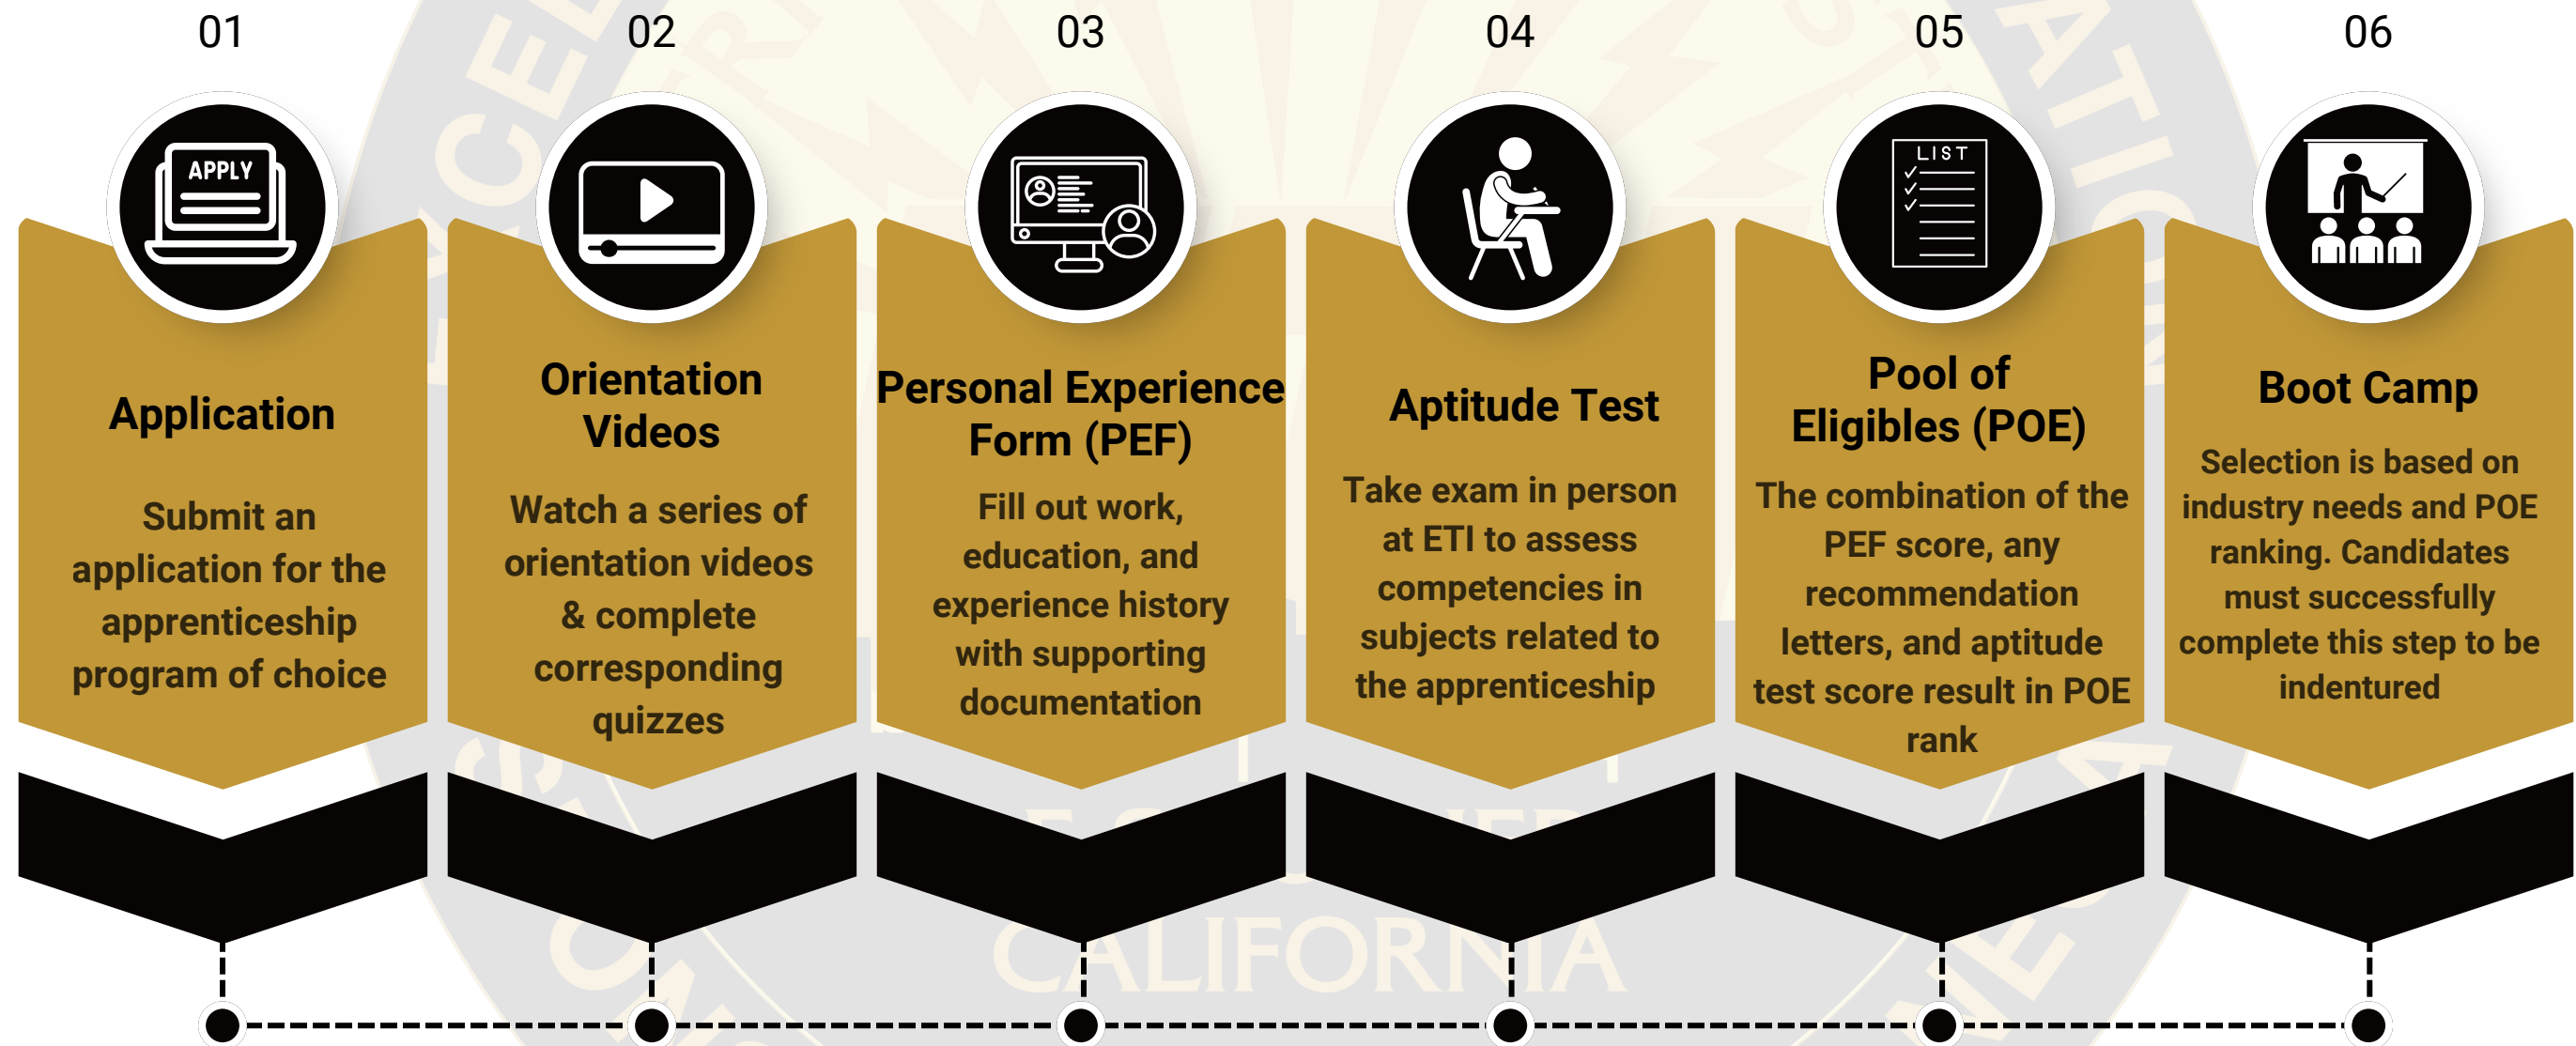 01
APPLY
Application
Submit an
application for the
apprenticeship
program of choice
02
Orientation
Videos
Watch a series of
orientation videos
& complete
corresponding
quizzes
03
Personal Experience
Form (PEF)
Fill out work,
education, and
experience history
with supporting
documentation
04
Aptitude Test
Take exam in person
at ETI to assess
competencies in
subjects related to
the apprenticeship
05
LIST
Pool of
Eligibles (POE)
The combination of the
PEF score, any
recommendation
letters, and aptitude
test score result in POE
rank
06
Boot Camp
Selection is based on
industry needs and POE
ranking. Candidates
must successfully
complete this step to be
indentured
CALIFORNIA